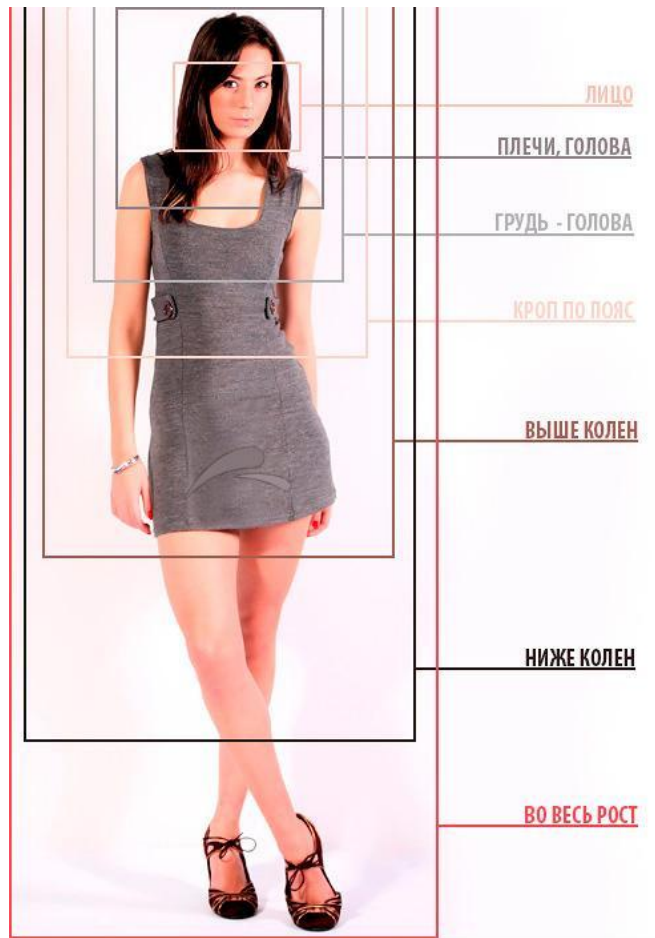 ЛИЦО
ПЛЕЧИ, ГОЛОВА
ГРУДЬ - ГОЛОВА
КРОП ПО ПОЯС
ВЫШЕ КОЛЕН
НИЖЕ КОЛЕН
ВО ВЕСЬ РОСТ